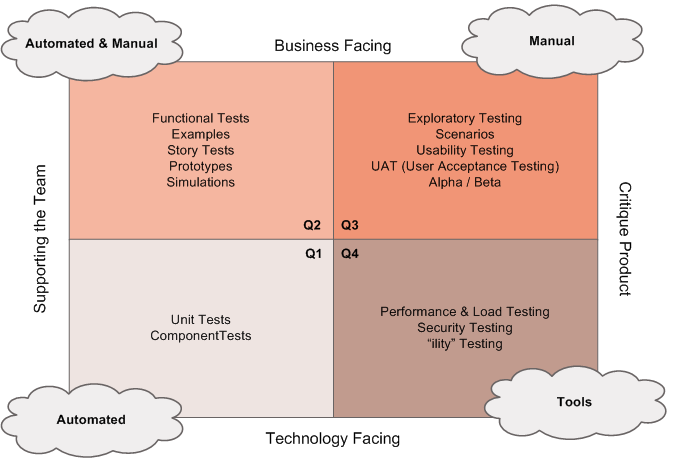 Automated & Manual
Business Facing
Manual
Functional Tests
Examples
Story Tests
Prototypes
Simulations
Exploratory Testing
Scenarios
Usability Testing
UAT (User Acceptance Testing)
Alpha / Beta
Supporting the Team
Critique Product
Q2
Q3
Q1
Q4
Unit Tests
ComponentTests
Performance & Load Testing
Security Testing
“ility” Testing
Automated
Tools
Technology Facing